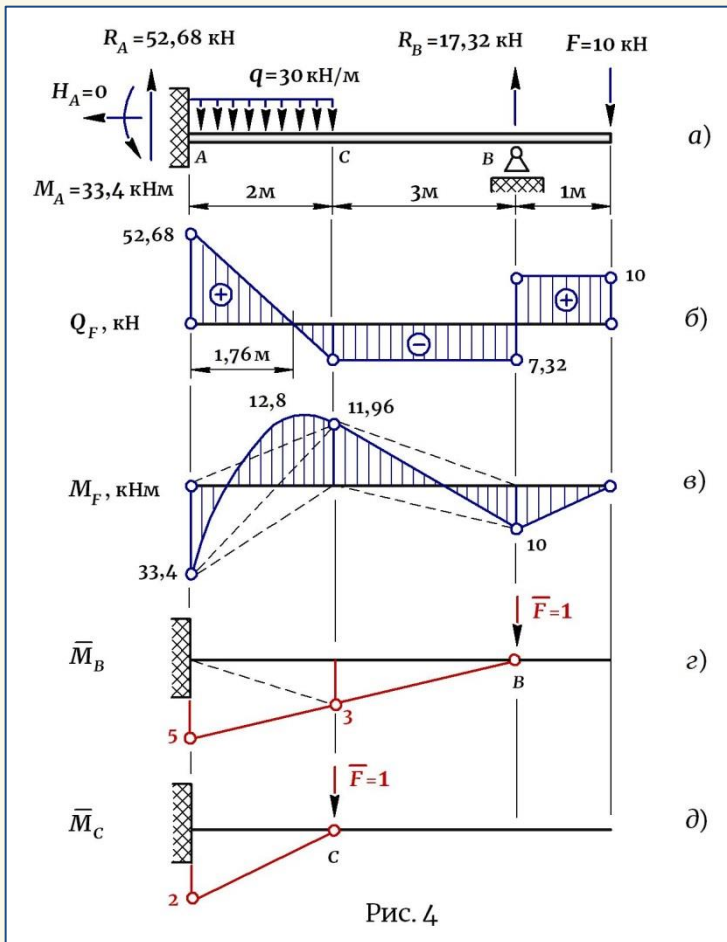 R_A=52,68 кН
R_B=17,32 кН
F=10 кН
H_A=0
q=30 кН/м
а)
A
C
B
M_A=33,4 кНм
2м
3м
1м
52,68
+
+
10
Q_F, кН
−
б)
1,76 м
7,32
12,8
11,96
M_F, кНм
в)
10
33,4
F̅=1
M̅_B
г)
B
3
5
F̅=1
M̅_C
д)
C
2
Рис. 4